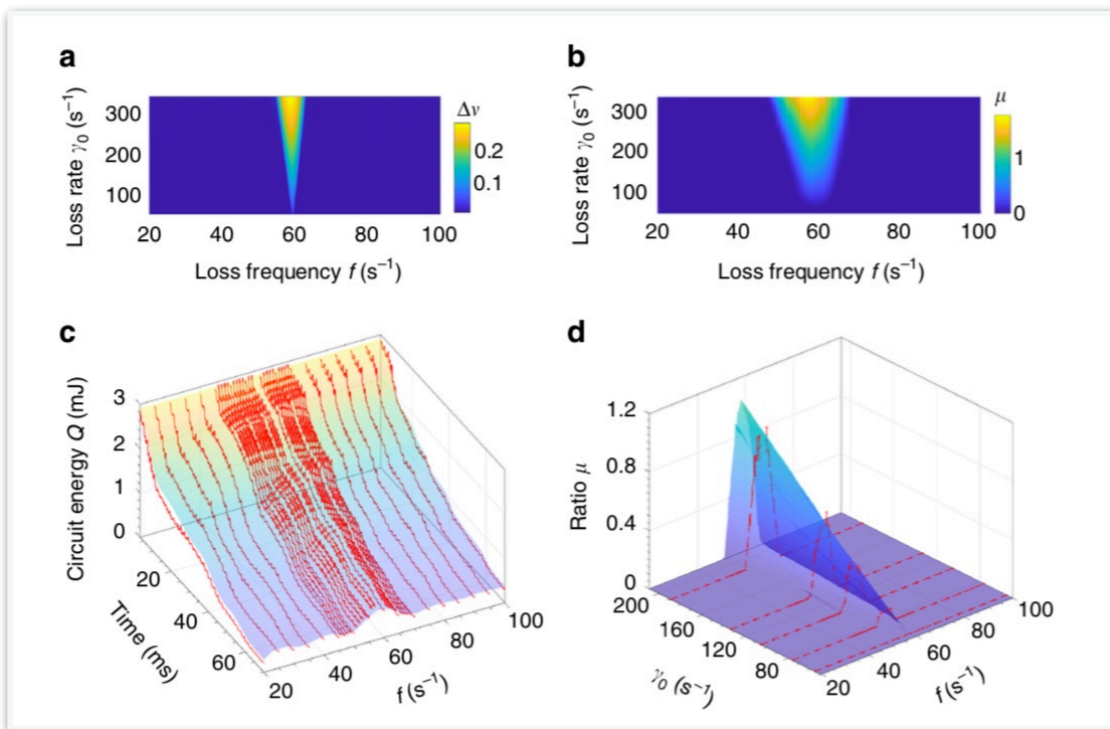 a
Loss rate γ₀ (s⁻¹)
300
200
100
20 40 60 80 100
Loss frequency f (s⁻¹)
Δν
0.2
0.1
b
Loss rate γ₀ (s⁻¹)
300
200
100
20 40 60 80 100
Loss frequency f (s⁻¹)
μ
1
0
c
Circuit energy Q (mJ)
3
2
1
0
20
40
60
Time (ms)
20 40 60 80 100
f (s⁻¹)
d
Ratio μ
1.2
0.8
0.4
0
200 160 120 80
γ₀ (s⁻¹)
20 40 60 80 100
f (s⁻¹)